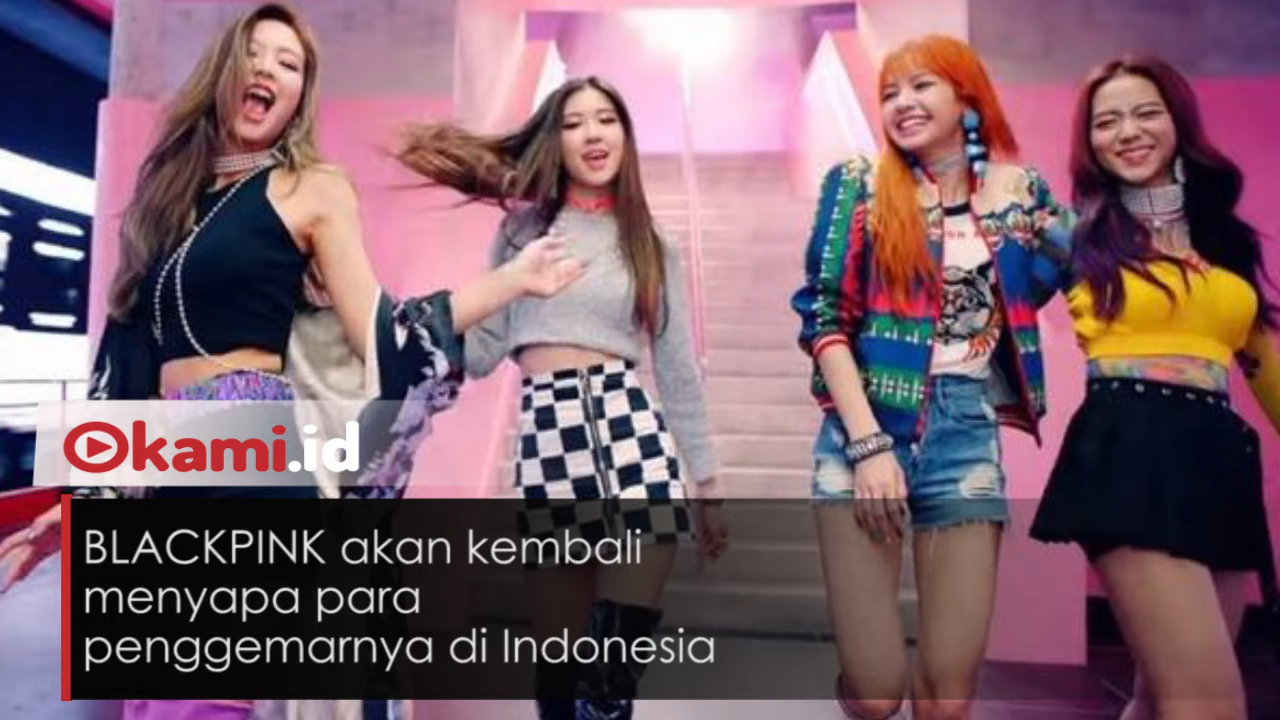 Okami.id
BLACKPINK akan kembali
menyapa para
penggemarnya di Indonesia